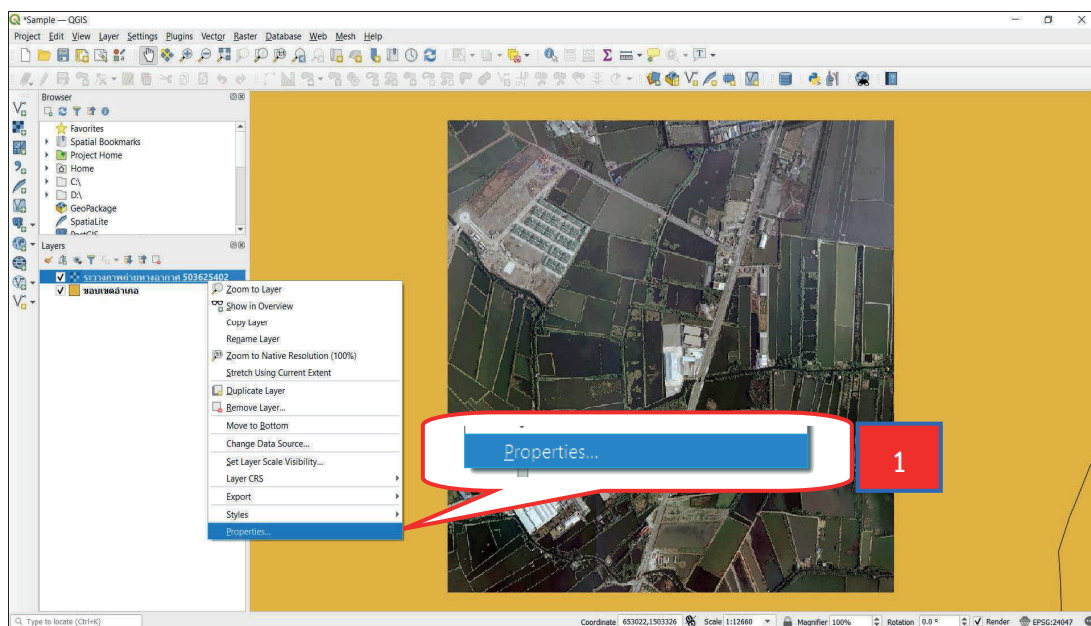 *Sample — QGIS
Project Edit View Layer Settings Plugins Vector Raster Database Web Mesh Help
Browser
Favorites
Spatial Bookmarks
Project Home
Home
C:\
D:\
GeoPackage
SpatiaLite
PostGIS
Layers
ระวางภาพถ่ายทางอากาศ 503625402
ขอบเขตอำเภอ
Zoom to Layer
Show in Overview
Copy Layer
Rename Layer
Zoom to Native Resolution (100%)
Stretch Using Current Extent
Duplicate Layer
Remove Layer...
Move to Bottom
Change Data Source...
Set Layer Scale Visibility...
Layer CRS
Export
Styles
Properties...
Properties...
1
Type to locate (Ctrl+K)
Coordinate 653022,1503326 Scale 1:12660 Magnifier 100% Rotation 0.0 ° Render EPSG:24047